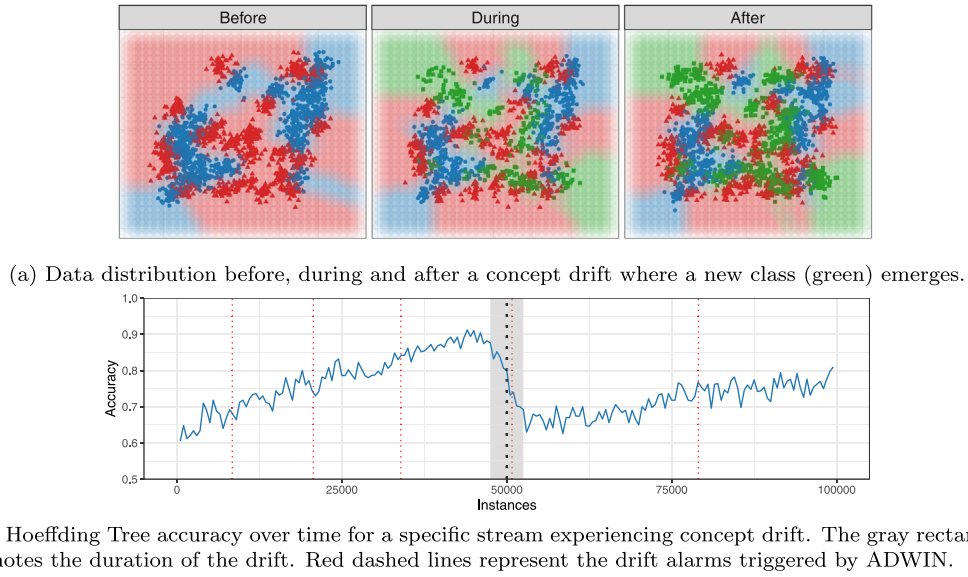 Before During After
(a) Data distribution before, during and after a concept drift where a new class (green) emerges.
1.0
0.9
0.8
0.7
0.6
0.5
Accuracy
0 25000 50000 75000 100000
Instances
Hoeffding Tree accuracy over time for a specific stream experiencing concept drift. The gray
the duration of the drift. Red dashed lines represent the drift alarms triggered by ADWIN.